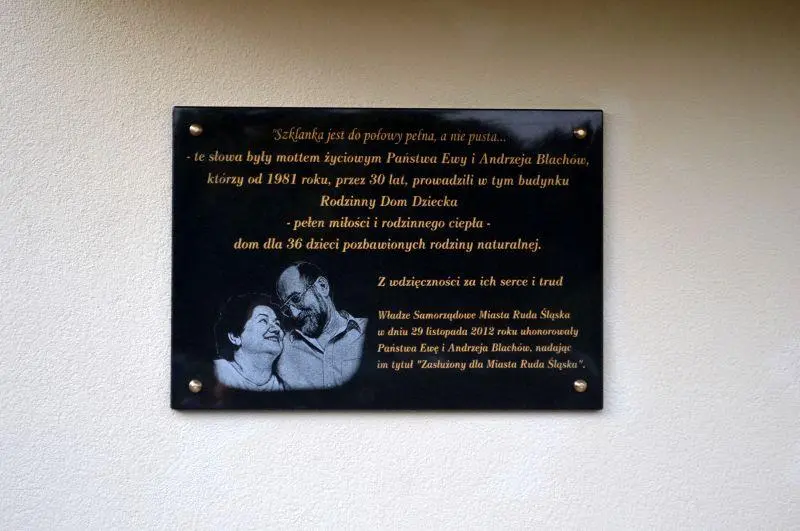 "Szklanka jest do połowy pełna, a nie pusta...
- te słowa były mottem życiowym Państwa Ewy i Andrzeja Blachów,
którzy od 1981 roku, przez 30 lat, prowadzili w tym budynku
Rodzinny Dom Dziecka
- pełen miłości i rodzinnego ciepła -
dom dla 36 dzieci pozbawionych rodziny naturalnej.
Z wdzięczności za ich serce i trud
Władze Samorządowe Miasta Ruda Śląska
w dniu 29 listopada 2012 roku uhonorowały
Państwa Ewę i Andrzeja Blachów, nadając
im tytuł "Zasłużony dla Miasta Ruda Śląska".